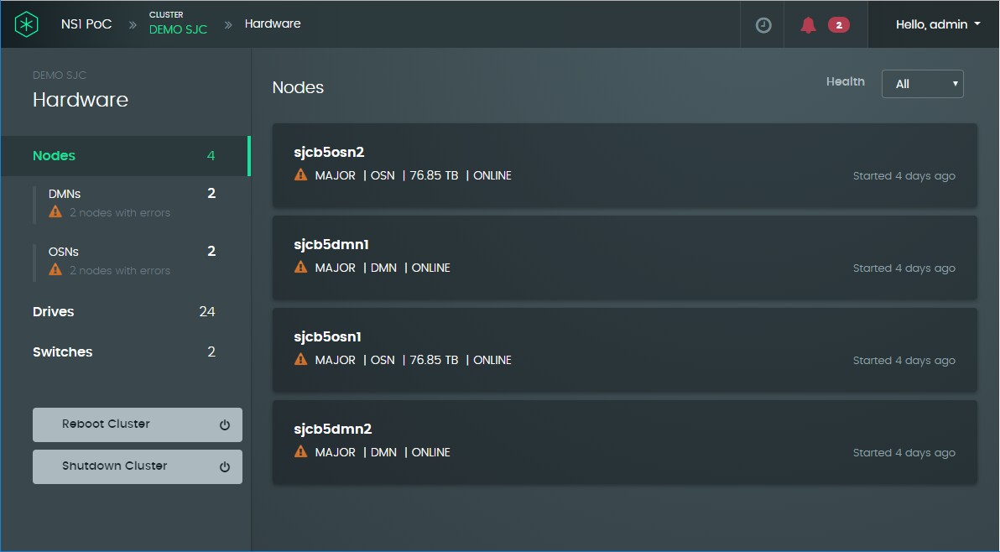 NS1 PoC » CLUSTER
DEMO SJC » Hardware
2
Hello, admin
DEMO SJC
Hardware
Nodes 4
DMNs 2
2 nodes with errors
OSNs 2
2 nodes with errors
Drives 24
Switches 2
Reboot Cluster
Shutdown Cluster
Nodes
Health All
sjcb5osn2
MAJOR | OSN | 76.85 TB | ONLINE
Started 4 days ago
sjcb5dmn1
MAJOR | DMN | ONLINE
Started 4 days ago
sjcb5osn1
MAJOR | OSN | 76.85 TB | ONLINE
Started 4 days ago
sjcb5dmn2
MAJOR | DMN | ONLINE
Started 4 days ago